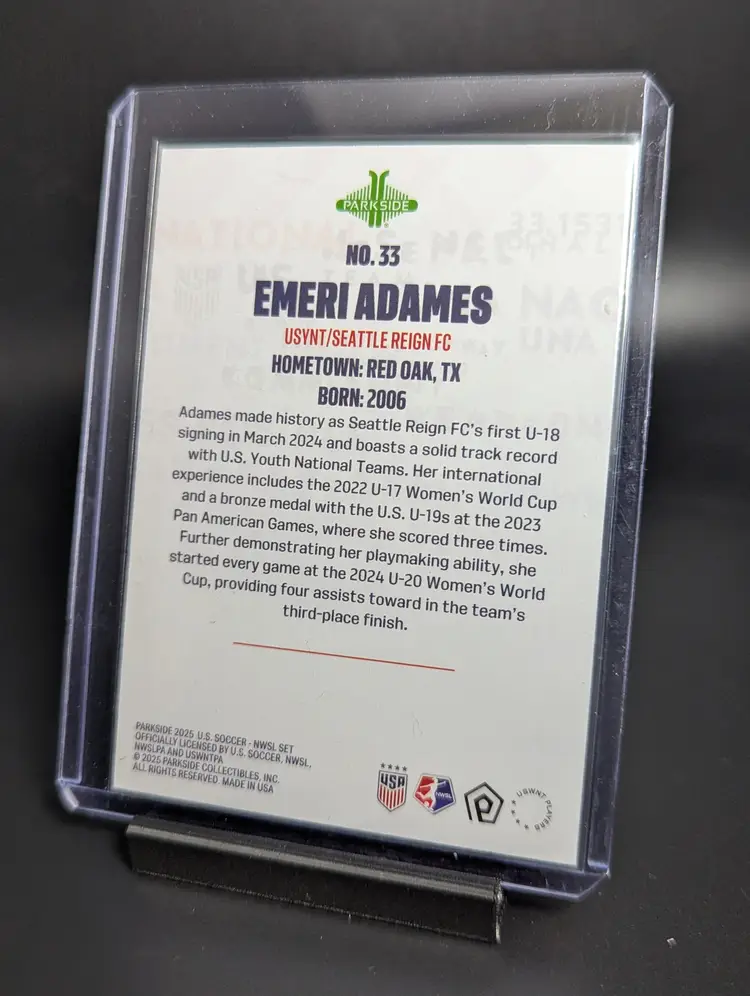 PARKSIDE
NO. 33
EMERI ADAMES
USYNT/SEATTLE REIGN FC
HOMETOWN: RED OAK, TX
BORN: 2006
Adames made history as Seattle Reign FC's first U-18
signing in March 2024 and boasts a solid track record
with U.S. Youth National Teams. Her international
experience includes the 2022 U-17 Women's World Cup
and a bronze medal with the U.S. U-19s at the 2023
Pan American Games, where she scored three times.
Further demonstrating her playmaking ability, she
started every game at the 2024 U-20 Women's World
Cup, providing four assists toward in the team's
third-place finish.
PARKSIDE 2025 U.S. SOCCER - NWSL SET
OFFICIALLY LICENSED BY U.S. SOCCER, NWSL,
NWSLPA AND USWNTPA
© 2025 PARKSIDE COLLECTIBLES, INC.
ALL RIGHTS RESERVED. MADE IN USA
USA
NWSL
USWNT PLAYERS